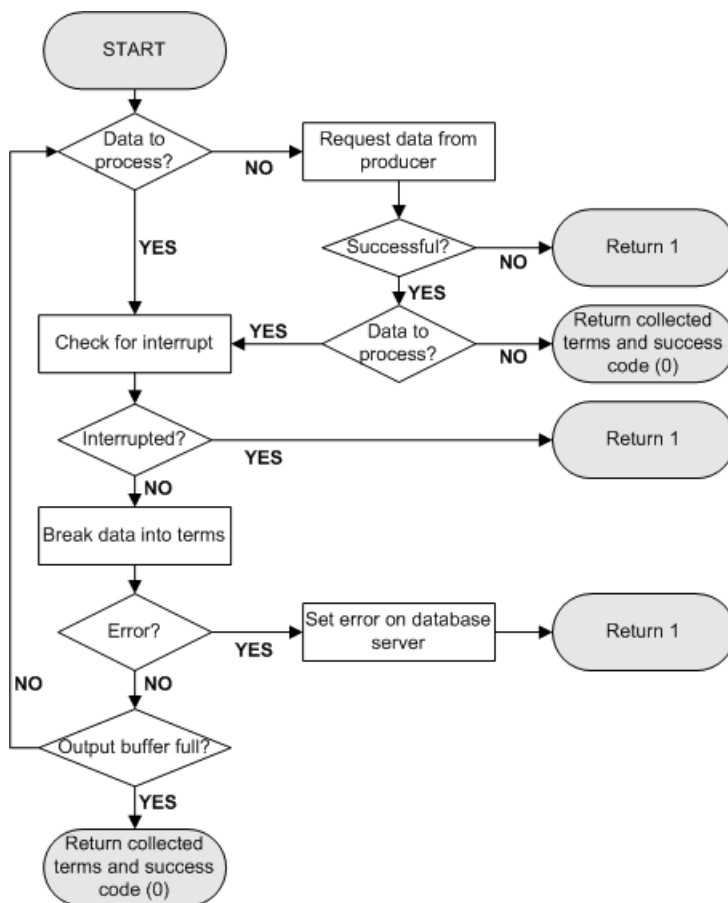 START
Data to
process?
NO
Request data from
producer
YES
Successful?
NO
Return 1
YES
Check for interrupt
YES
Data to
process?
NO
Return collected
terms and success
code (0)
Interrupted?
YES
Return 1
NO
Break data into terms
Error?
YES
Set error on database
server
Return 1
NO
NO
Output buffer full?
YES
Return collected
terms and success
code (0)